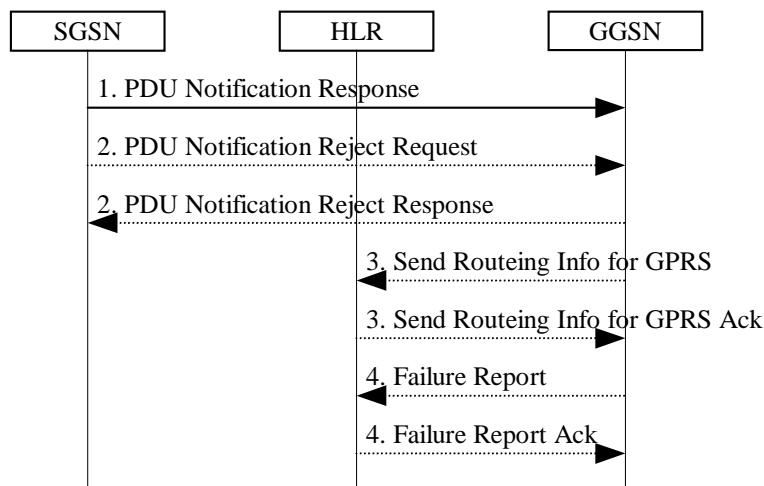 SGSN HLR GGSN
1. PDU Notification Response
2. PDU Notification Reject Request
2. PDU Notification Reject Response
3. Send Routeing Info for GPRS
3. Send Routeing Info for GPRS Ack
4. Failure Report
4. Failure Report Ack